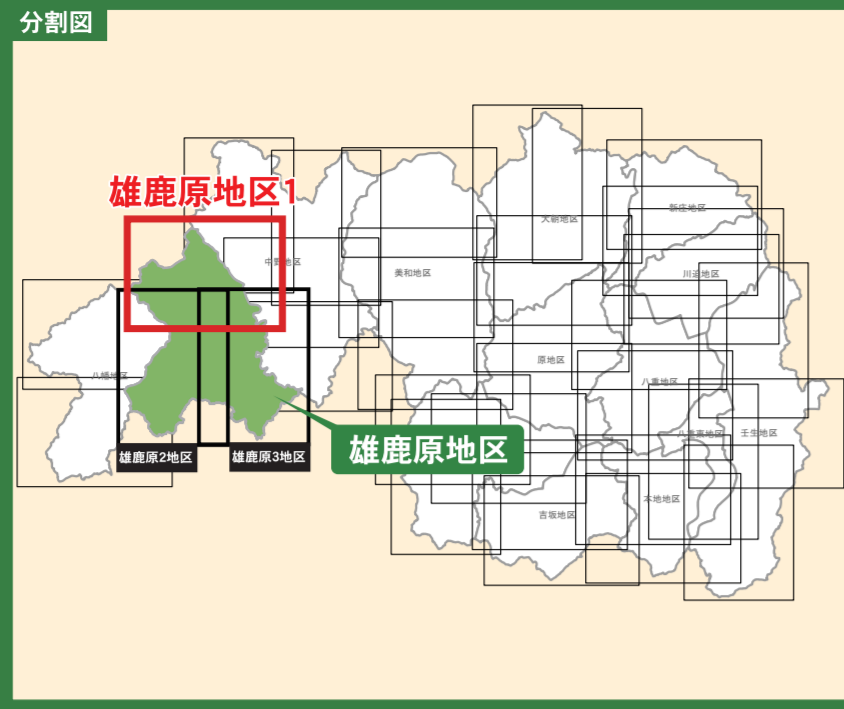 分割図
雄鹿原地区1
大朝地区
新庄地区
中野地区
美和地区
川迫地区
原地区
八幡地区
八重地区
八重東地区
壬生地区
雄鹿原地区
雄鹿原2地区
雄鹿原3地区
本地地区
吉坂地区